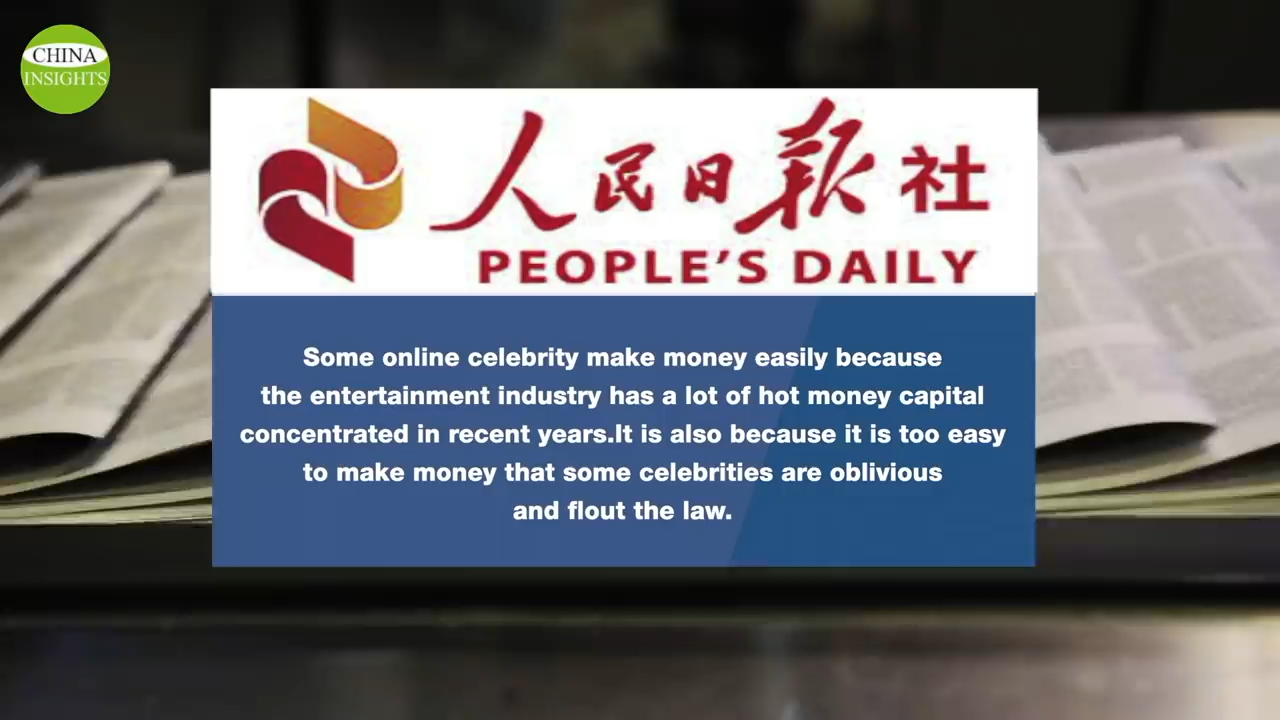 CHINA
INSIGHTS
人民日报社
PEOPLE'S DAILY
Some online celebrity make money easily because
the entertainment industry has a lot of hot money capital
concentrated in recent years.It is also because it is too easy
to make money that some celebrities are oblivious
and flout the law.